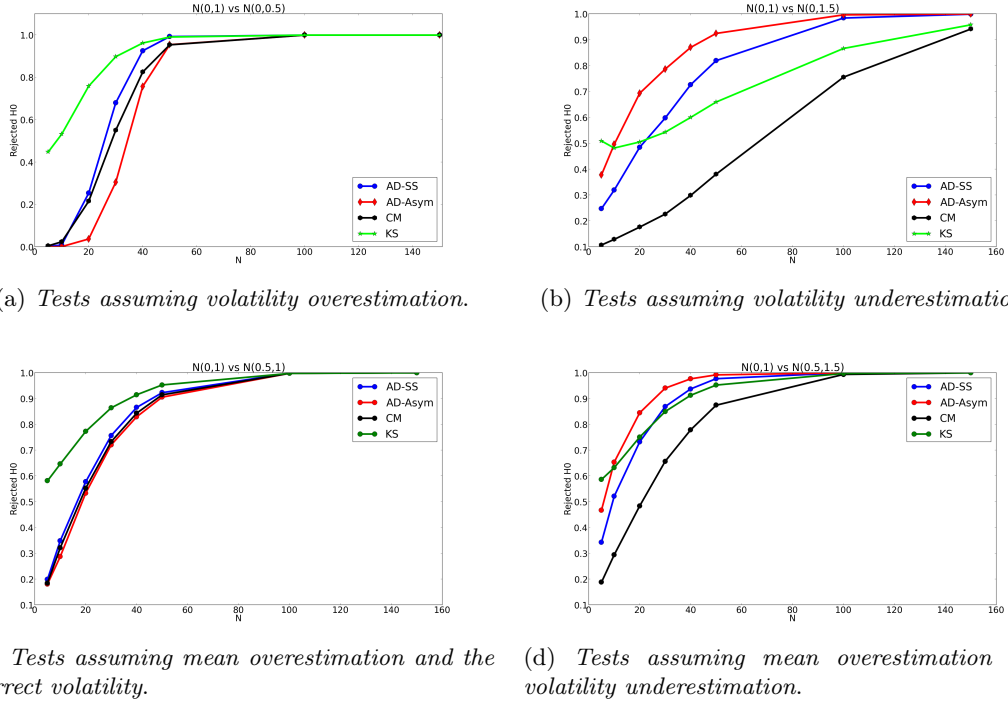 N(0,1) vs N(0,0.5)
Rejected H0
1.0
0.8
0.6
0.4
0.2
0.0
0 20 40 60 80 100 120 140
N
AD-SS
AD-Asym
CM
KS
(a) Tests assuming volatility overestimation.
N(0,1) vs N(0,1.5)
Rejected H0
1.0
0.9
0.8
0.7
0.6
0.5
0.4
0.3
0.2
0.1
0 20 40 60 80 100 120 140 160
N
AD-SS
AD-Asym
CM
KS
(b) Tests assuming volatility underestimatio
N(0,1) vs N(0.5,1)
Rejected H0
1.0
0.9
0.8
0.7
0.6
0.5
0.4
0.3
0.2
0.1
0 20 40 60 80 100 120 140 160
N
AD-SS
AD-Asym
CM
KS
Tests assuming mean overestimation and the
rrect volatility.
N(0,1) vs N(0.5,1.5)
Rejected H0
1.0
0.9
0.8
0.7
0.6
0.5
0.4
0.3
0.2
0.1
0 20 40 60 80 100 120 140 160
N
AD-SS
AD-Asym
CM
KS
(d) Tests assuming mean overestimation
volatility underestimation.